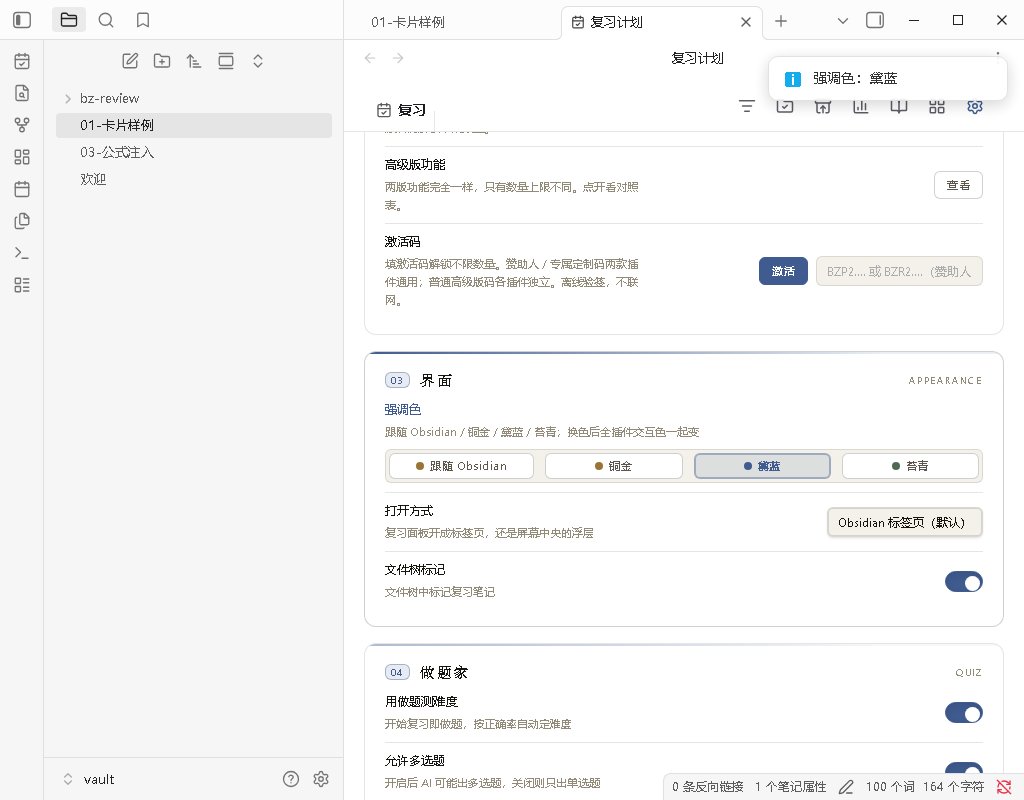 01-卡片样例
复习计划
复习计划
强调色：黛蓝
bz-review
01-卡片样例
03-公式注入
欢迎
复习
高级版功能
两版功能完全一样，只有数量上限不同。点开看对照
表。
查看
激活码
填激活码解锁不限数量。赞助人 / 专属定制码两款插
件通用；普通高级版码各插件独立。离线验签，不联
网。
激活
BZP2.... 或 BZR2....（赞助人
03
界面
APPEARANCE
强调色
跟随 Obsidian / 铜金 / 黛蓝 / 苔青；换色后全插件交互色一起变
跟随 Obsidian
铜金
黛蓝
苔青
打开方式
复习面板开成标签页，还是屏幕中央的浮层
Obsidian 标签页（默认）
文件树标记
文件树中标记复习笔记
04
做题家
QUIZ
用做题测难度
开始复习即做题，按正确率自动定难度
允许多选题
开启后 AI 可能出多选题，关闭则只出单选题
vault
0 条反向链接
1 个笔记属性
100 个词
164 个字符